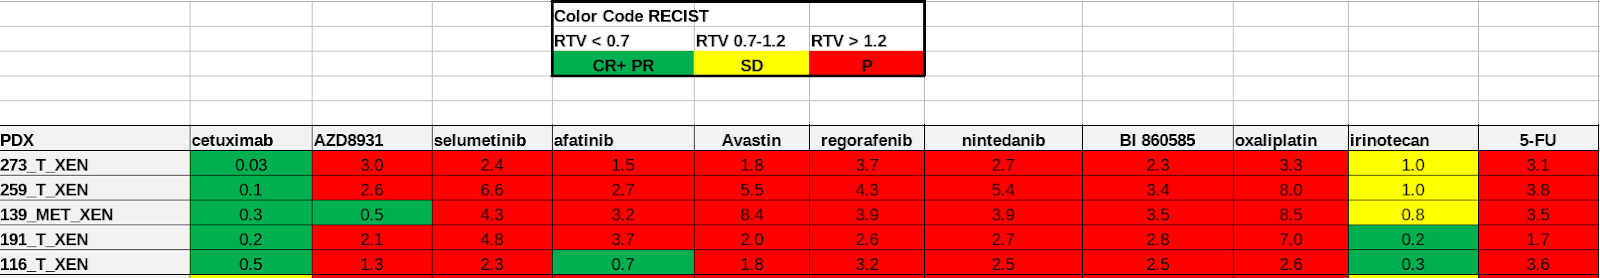 Color Code RECIST
RTV < 0.7 RTV 0.7-1.2 RTV > 1.2
CR+ PR SD P
PDX cetuximab AZD8931 selumetinib afatinib Avastin regorafenib nintedanib BI 860585 oxaliplatin irinotecan 5-FU
273_T_XEN 0.03 3.0 2.4 1.5 1.8 3.7 2.7 2.3 3.3 1.0 3.1
259_T_XEN 0.1 2.6 6.6 2.7 5.5 4.3 5.4 3.4 8.0 1.0 3.8
139_MET_XEN 0.3 0.5 4.3 3.2 8.4 3.9 3.9 3.5 8.5 0.8 3.5
191_T_XEN 0.2 2.1 4.8 3.7 2.0 2.6 2.7 2.8 7.0 0.2 1.7
116_T_XEN 0.5 1.3 2.3 0.7 1.8 3.2 2.5 2.5 2.6 0.3 3.6